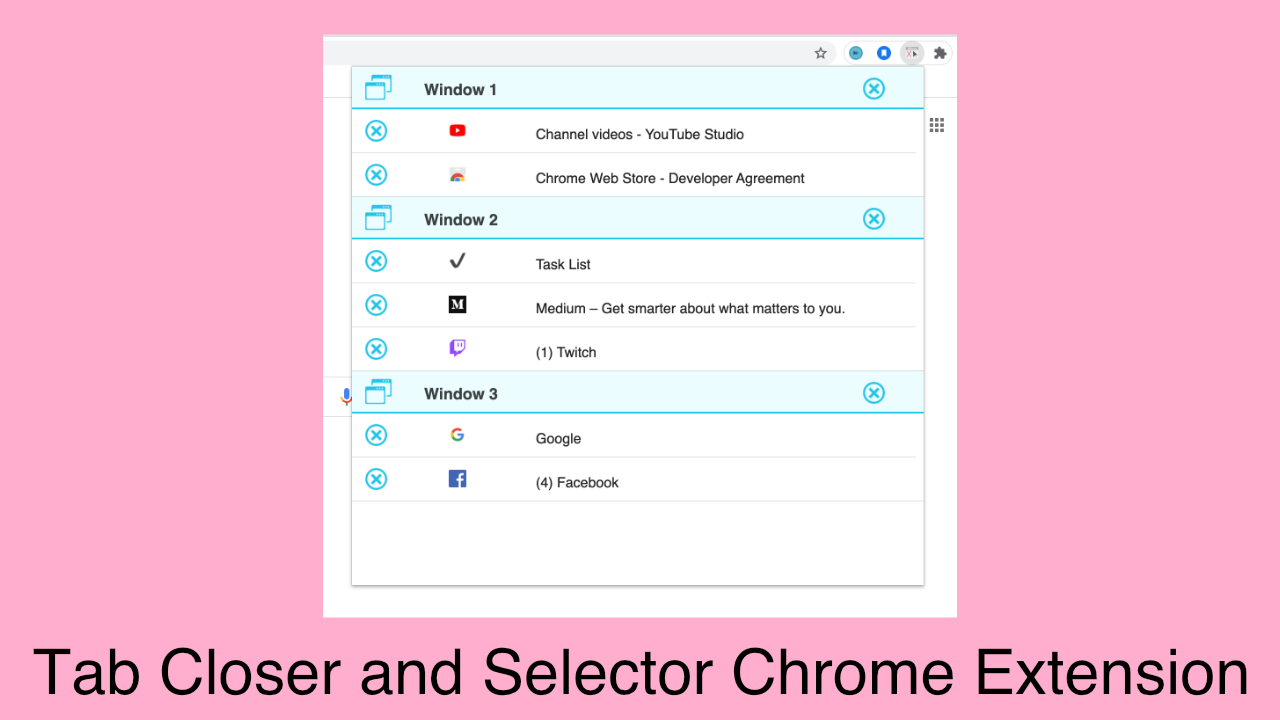 Window 1
Channel videos - YouTube Studio
Chrome Web Store - Developer Agreement
Window 2
Task List
M
Medium – Get smarter about what matters to you.
(1) Twitch
Window 3
G
Google
f
(4) Facebook
Tab Closer and Selector Chrome Extension